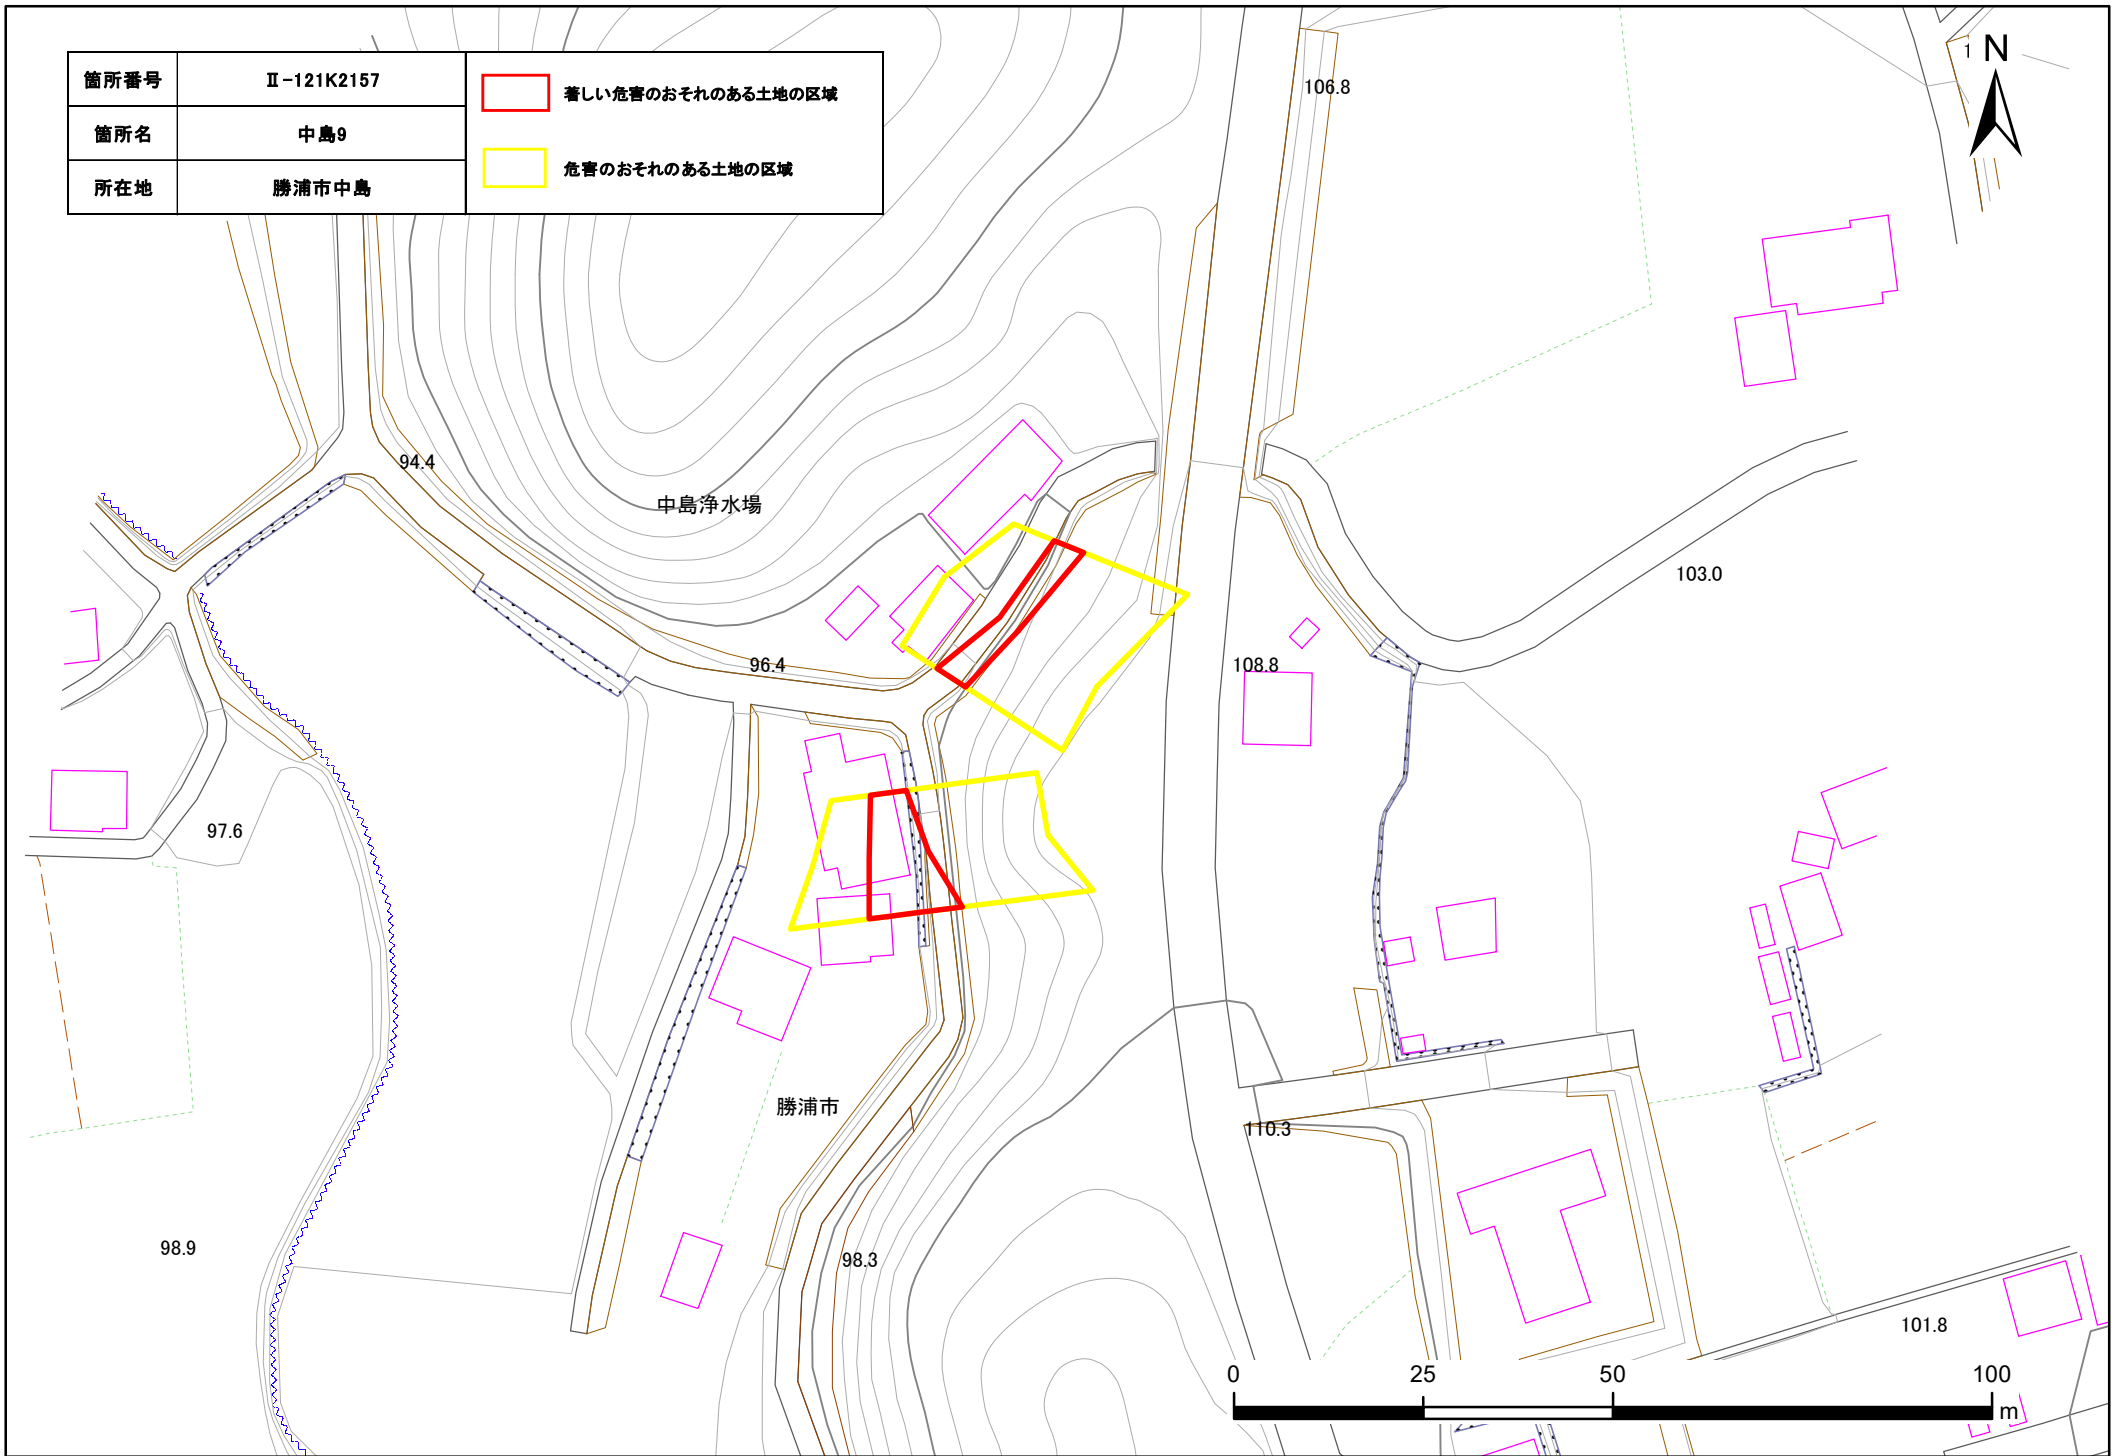 箇所番号 Ⅱ-121K2157
箇所名 中島9
所在地 勝浦市中島
著しい危害のおそれのある土地の区域
危害のおそれのある土地の区域
N
106.8
94.4
中島浄水場
103.0
96.4
108.8
97.6
勝浦市
110.3
98.9
98.3
101.8
0 25 50 100
m